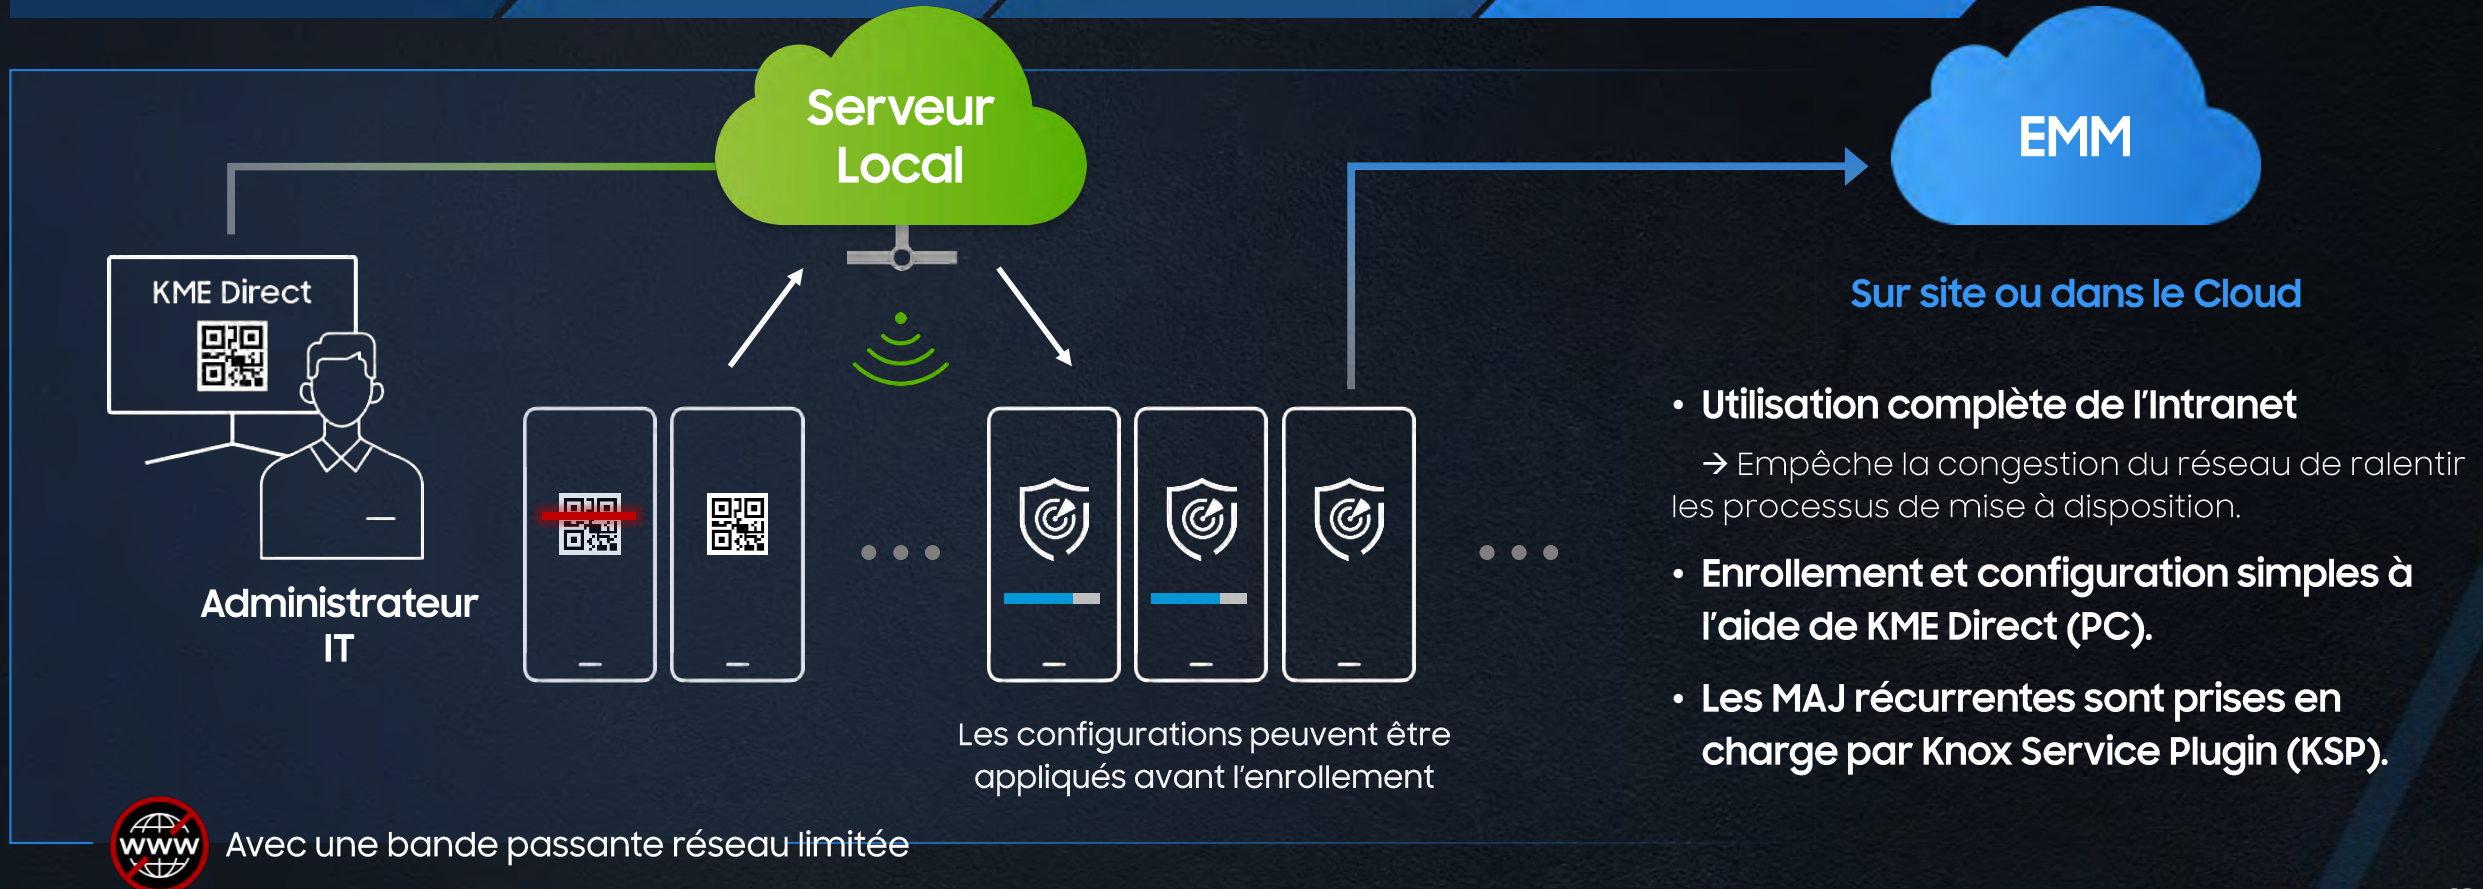 Serveur
Local
EMM
KME Direct
Sur site ou dans le Cloud
Administrateur
IT
Les configurations peuvent être
appliqués avant l'enrollement
• Utilisation complète de l'Intranet
→ Empêche la congestion du réseau de ralentir
les processus de mise à disposition.
• Enrollement et configuration simples à
l'aide de KME Direct (PC).
• Les MAJ récurrentes sont prises en
charge par Knox Service Plugin (KSP).
www
Avec une bande passante réseau limitée